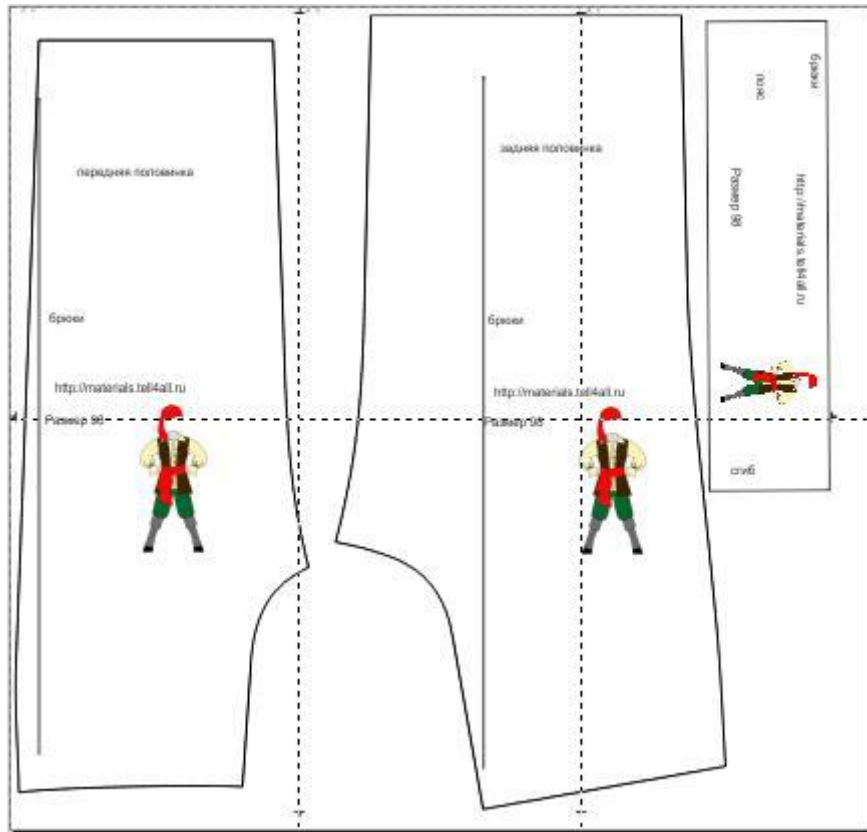 передняя половинка
брюки
http://materials.tell4all.ru
Размер 98
задняя половинка
брюки
http://materials.tell4all.ru
Размер 98
брюки
пояс
http://materials.tell4all.ru
Размер 98
сгиб